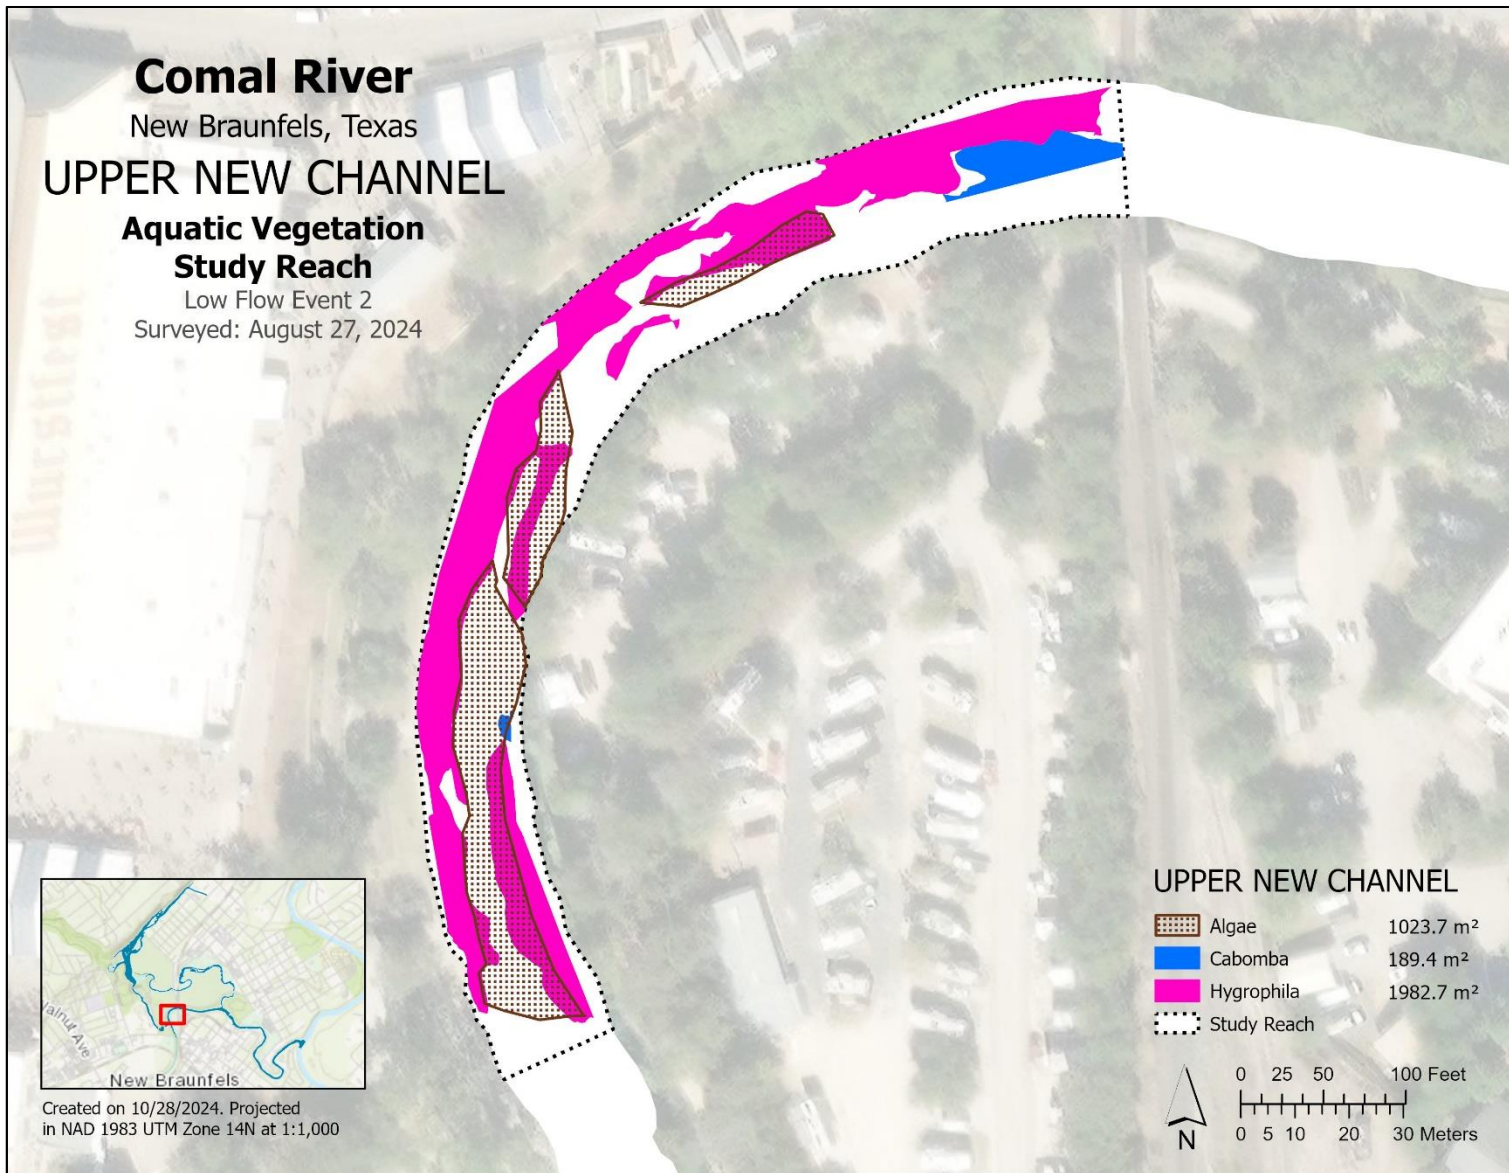 Comal River
New Braunfels, Texas
UPPER NEW CHANNEL
Aquatic Vegetation
Study Reach
Low Flow Event 2
Surveyed: August 27, 2024
Wurstfest
Walnut Ave
New Braunfels
Created on 10/28/2024. Projected
in NAD 1983 UTM Zone 14N at 1:1,000
UPPER NEW CHANNEL
Algae 1023.7 m²
Cabomba 189.4 m²
Hygrophila 1982.7 m²
Study Reach
0 25 50 100 Feet
0 5 10 20 30 Meters
N